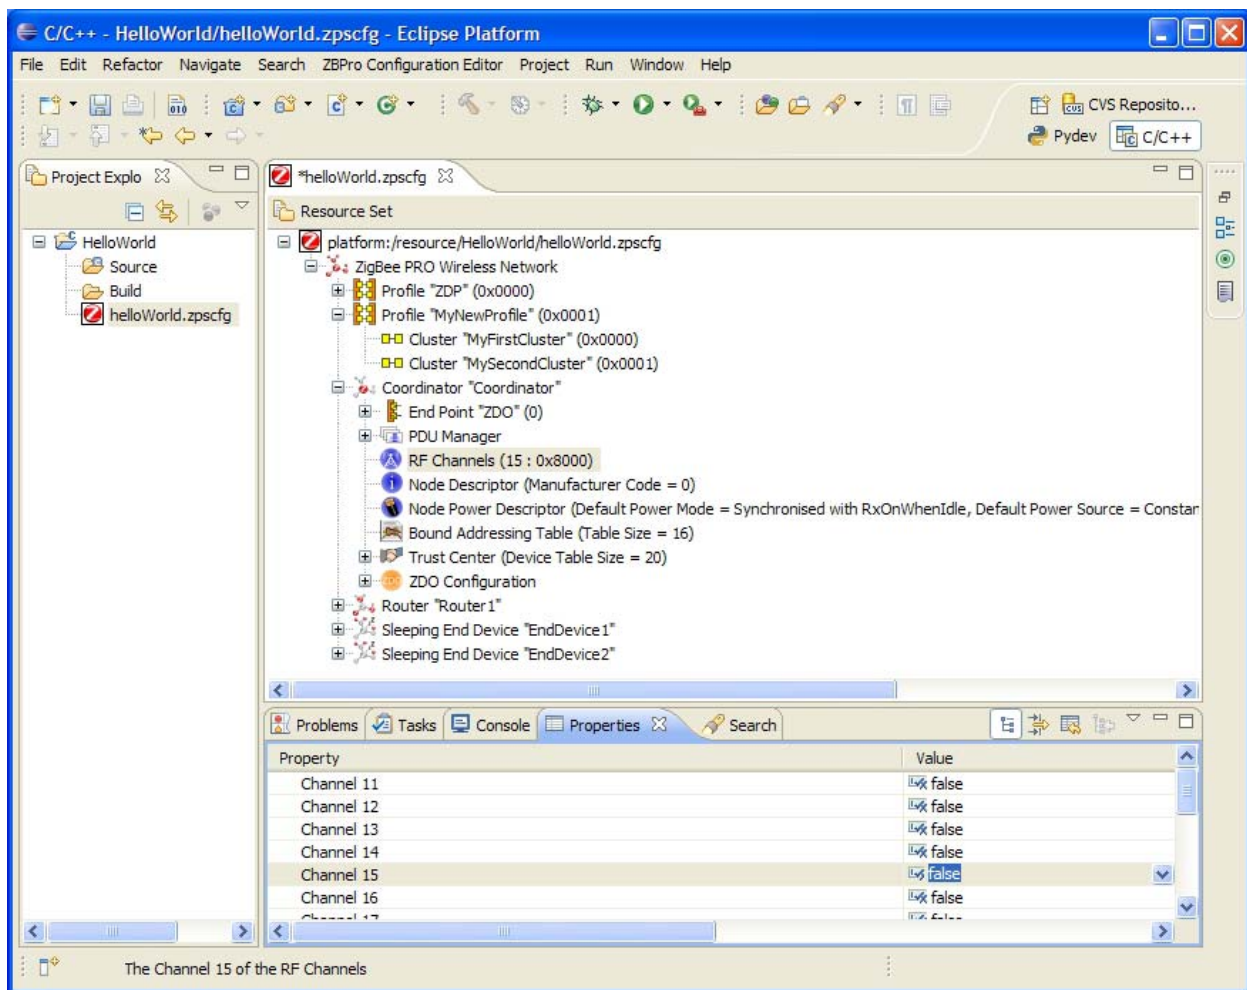 C/C++ - HelloWorld/helloWorld.zpscfg - Eclipse Platform
File Edit Refactor Navigate Search ZBPro Configuration Editor Project Run Window Help
CVS Reposito...
Pydev C/C++
Project Explo
*helloWorld.zpscfg
Resource Set
HelloWorld
Source
Build
helloWorld.zpscfg
platform:/resource/HelloWorld/helloWorld.zpscfg
ZigBee PRO Wireless Network
Profile "ZDP" (0x0000)
Profile "MyNewProfile" (0x0001)
Cluster "MyFirstCluster" (0x0000)
Cluster "MySecondCluster" (0x0001)
Coordinator "Coordinator"
End Point "ZDO" (0)
PDU Manager
RF Channels (15 : 0x8000)
Node Descriptor (Manufacturer Code = 0)
Node Power Descriptor (Default Power Mode = Synchronised with RxOnWhenIdle, Default Power Source = Constar
Bound Addressing Table (Table Size = 16)
Trust Center (Device Table Size = 20)
ZDO Configuration
Router "Router1"
Sleeping End Device "EndDevice1"
Sleeping End Device "EndDevice2"
Problems Tasks Console Properties Search
Property Value
Channel 11 false
Channel 12 false
Channel 13 false
Channel 14 false
Channel 15 false
Channel 16 false
Channel 17 false
The Channel 15 of the RF Channels